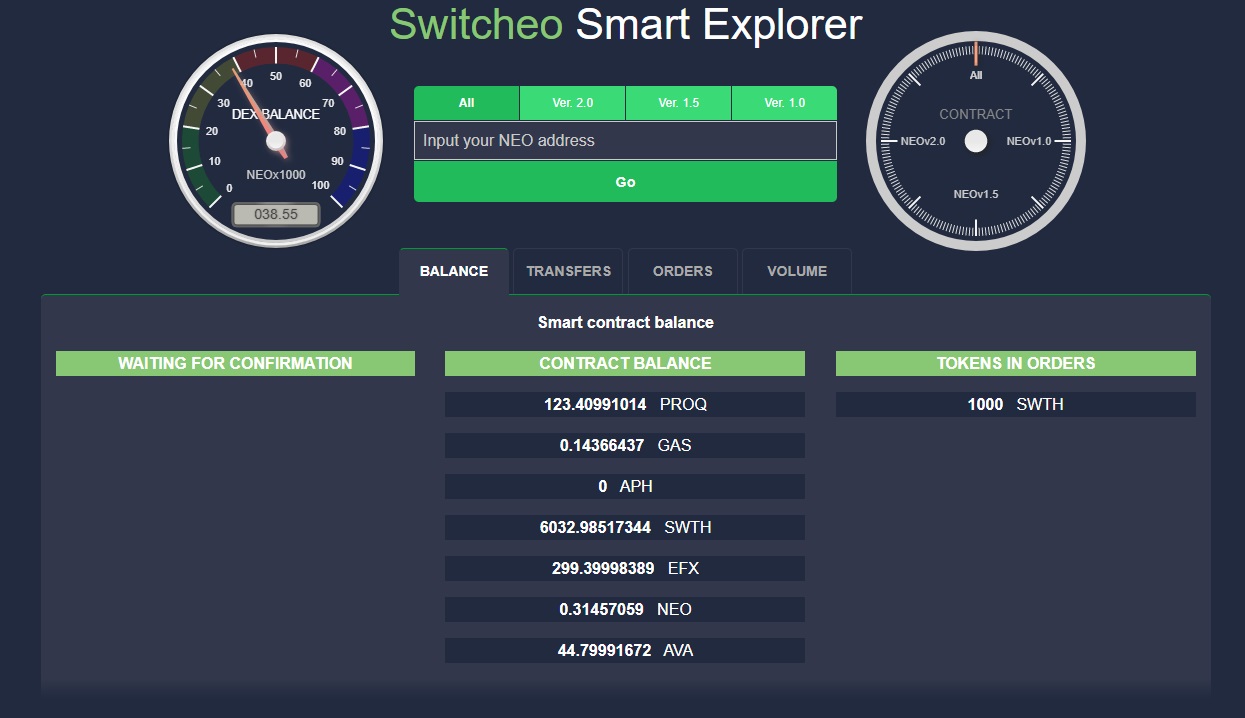 Switcheo Smart Explorer
0
10
20
30
40
50
60
70
80
90
100
DEX BALANCE
NEOx1000
038.55
All Ver. 2.0 Ver. 1.5 Ver. 1.0
Input your NEO address
Go
All
CONTRACT
NEOv2.0 NEOv1.0
NEOv1.5
BALANCE TRANSFERS ORDERS VOLUME
Smart contract balance
WAITING FOR CONFIRMATION
CONTRACT BALANCE
123.40991014 PROQ
0.14366437 GAS
0 APH
6032.98517344 SWTH
299.39998389 EFX
0.31457059 NEO
44.79991672 AVA
TOKENS IN ORDERS
1000 SWTH